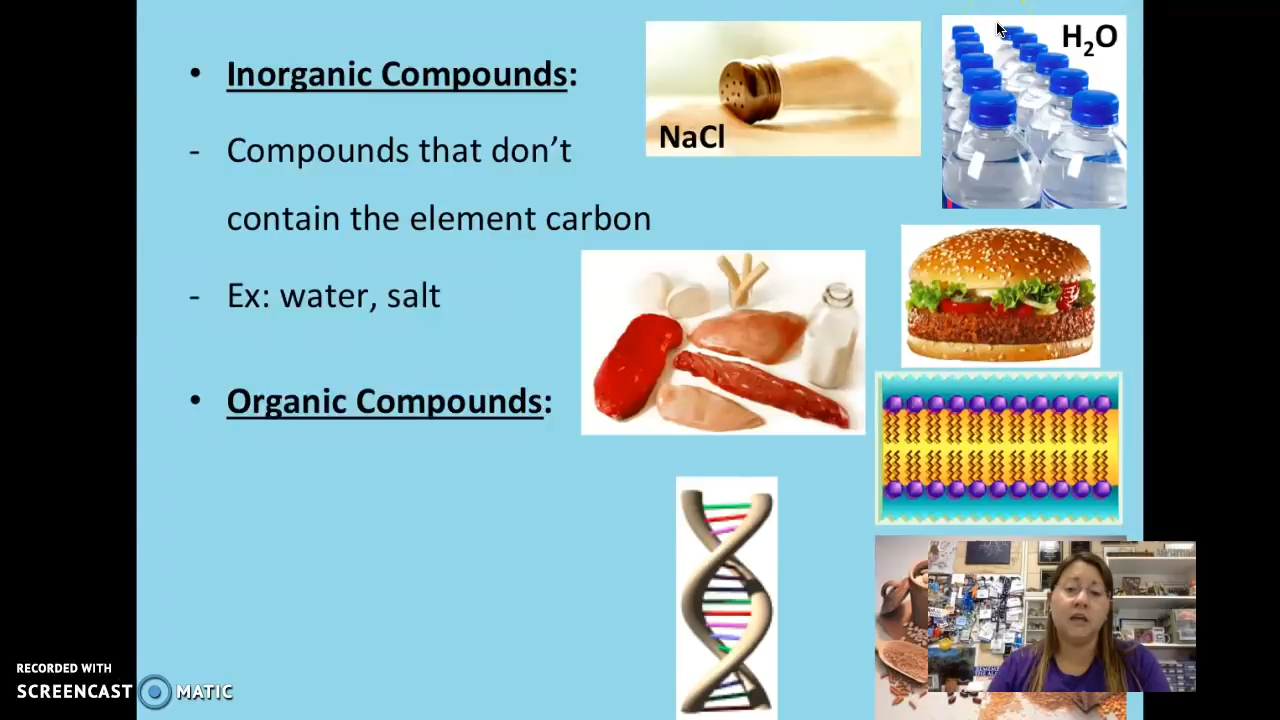 • Inorganic Compounds:
- Compounds that don’t
contain the element carbon
- Ex: water, salt
• Organic Compounds:
NaCl
H₂O
RECORDED WITH
SCREENCAST MATIC